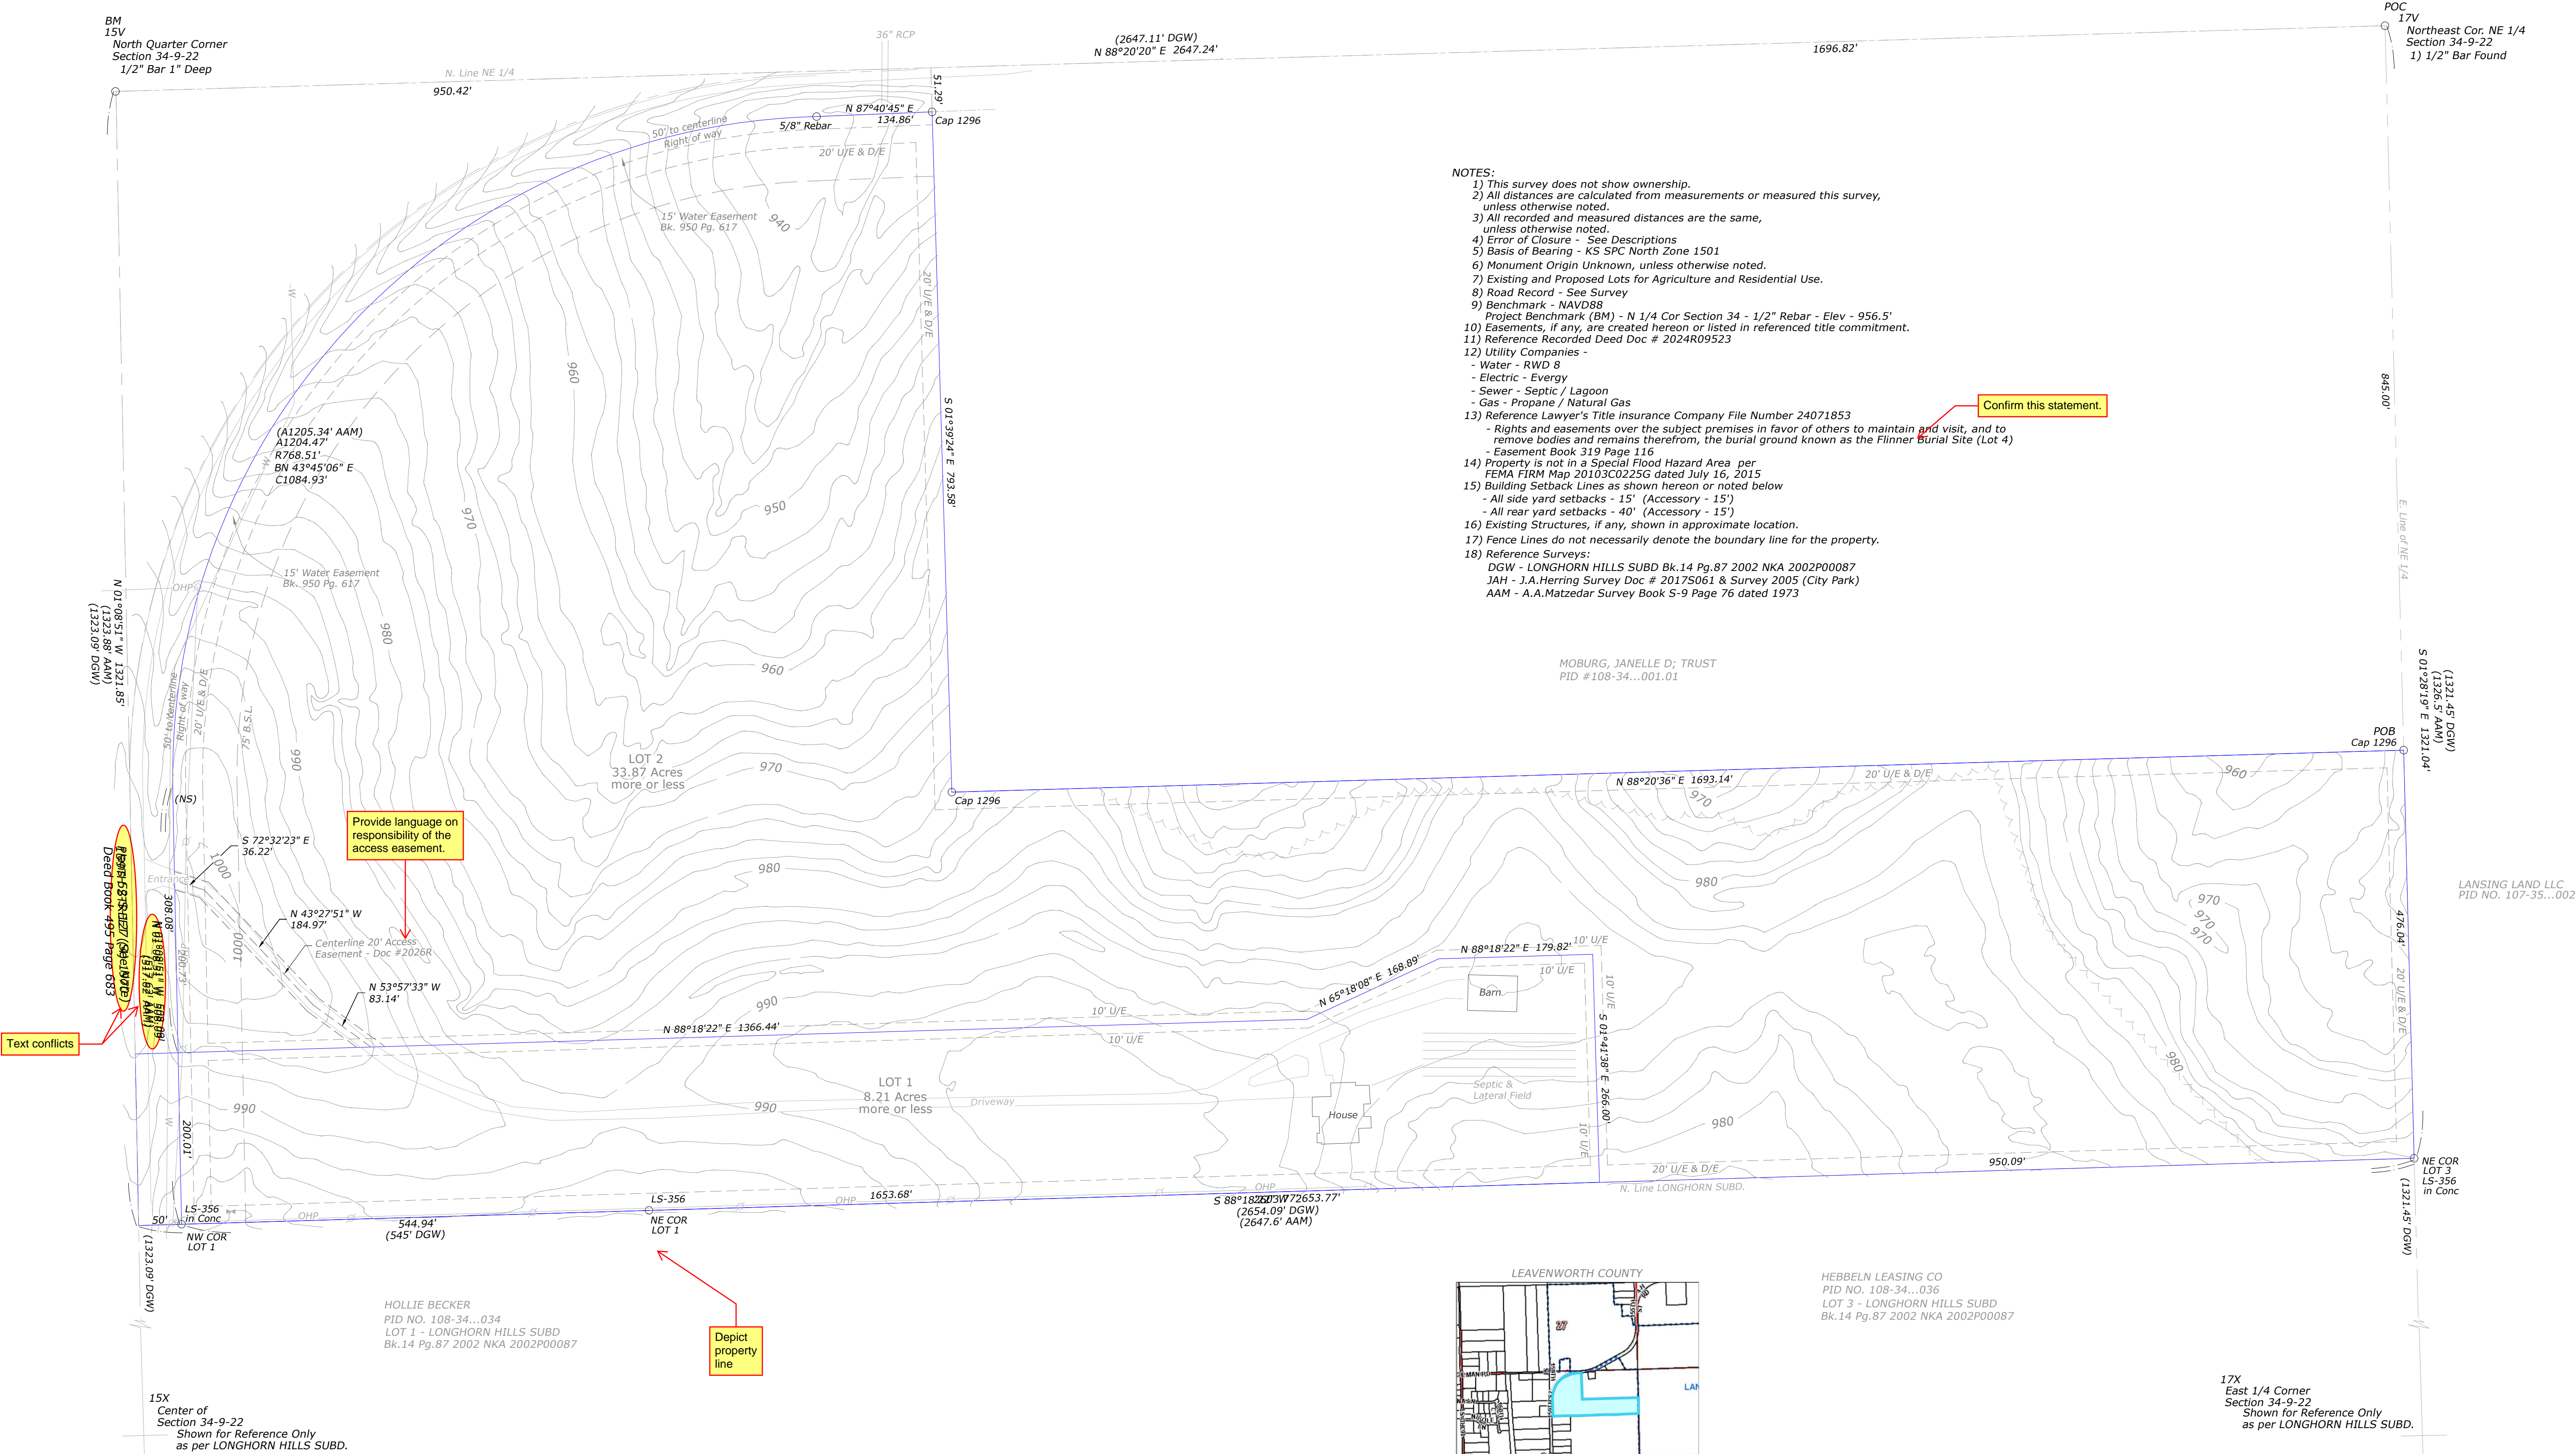 BM
15V
North Quarter Corner
Section 34-9-22
1/2" Bar 1" Deep
N. Line NE 1/4
950.42'
36" RCP
51.29'
(2647.11' DGW)
N 88°20'20" E 2647.24'
1696.82'
POC
17V
Northeast Cor. NE 1/4
Section 34-9-22
1) 1/2" Bar Found
N 87°40'45" E
134.86'
5/8" Rebar
Cap 1296
50' to centerline
Right of way
20' U/E & D/E
15' Water Easement
Bk. 950 Pg. 617
940
20' U/E & D/E
W
960
S 01°39'24" E 793.58'
(A1205.34' AAM)
A1204.47'
R768.51'
BN 43°45'06" E
C1084.93'
W
970
950
15' Water Easement
Bk. 950 Pg. 617
OHP
980
960
N 01°08'51" W 1321.85'
(1323.88' AAM)
(1323.09' DGW)
50' to centerline
Right of way
20' U/E & D/E
75' B.S.L.
990
LOT 2
33.87 Acres
more or less
970
NOTES:
1) This survey does not show ownership.
2) All distances are calculated from measurements or measured this survey,
unless otherwise noted.
3) All recorded and measured distances are the same,
unless otherwise noted.
4) Error of Closure - See Descriptions
5) Basis of Bearing - KS SPC North Zone 1501
6) Monument Origin Unknown, unless otherwise noted.
7) Existing and Proposed Lots for Agriculture and Residential Use.
8) Road Record - See Survey
9) Benchmark - NAVD88
Project Benchmark (BM) - N 1/4 Cor Section 34 - 1/2" Rebar - Elev - 956.5'
10) Easements, if any, are created hereon or listed in referenced title commitment.
11) Reference Recorded Deed Doc # 2024R09523
12) Utility Companies -
- Water - RWD 8
- Electric - Evergy
- Sewer - Septic / Lagoon
- Gas - Propane / Natural Gas
13) Reference Lawyer's Title insurance Company File Number 24071853
- Rights and easements over the subject premises in favor of others to maintain and visit, and to
remove bodies and remains therefrom, the burial ground known as the Flinner Burial Site (Lot 4)
- Easement Book 319 Page 116
14) Property is not in a Special Flood Hazard Area per
FEMA FIRM Map 20103C0225G dated July 16, 2015
15) Building Setback Lines as shown hereon or noted below
- All side yard setbacks - 15' (Accessory - 15')
- All rear yard setbacks - 40' (Accessory - 15')
16) Existing Structures, if any, shown in approximate location.
17) Fence Lines do not necessarily denote the boundary line for the property.
18) Reference Surveys:
DGW - LONGHORN HILLS SUBD Bk.14 Pg.87 2002 NKA 2002P00087
JAH - J.A.Herring Survey Doc # 2017S061 & Survey 2005 (City Park)
AAM - A.A.Matzedar Survey Book S-9 Page 76 dated 1973
Confirm this statement.
845.00'
E. Line of NE 1/4
MOBURG, JANELLE D; TRUST
PID #108-34...001.01
(1321.45' DGW)
(1326.5' AAM)
S 01°28'19" E 1321.04'
POB
Cap 1296
Cap 1296
N 88°20'36" E 1693.14'
20' U/E & D/E
970
960
(NS)
S 72°32'23" E
36.22'
1000
Provide language on
responsibility of the
access easement.
980
980
Entrance
308.08'
Deed Book 495 Page 683
N 43°27'51" W
184.97'
Centerline 20' Access
Easement - Doc #2026R
1000
OHP
N 53°57'33" W
83.14'
Text conflicts
990
N 88°18'22" E 1366.44'
10' U/E
10' U/E
N 65°18'08" E 168.89'
N 88°18'22" E 179.82'
10' U/E
10' U/E
10' U/E
Barn
S 01°41'38" E 266.00'
10' U/E
Septic &
Lateral Field
House
LOT 1
8.21 Acres
more or less
Driveway
990
990
W
200.01'
980
980
970
970
970
476.04'
20' U/E & D/E
LANSING LAND LLC
PID NO. 107-35...002
20' U/E & D/E
950.09'
N. Line LONGHORN SUBD.
NE COR
LOT 3
LS-356
in Conc
(1321.45' DGW)
50'
LS-356
in Conc
OHP
NW COR
LOT 1
(1323.09' DGW)
544.94'
(545' DGW)
LS-356
NE COR
LOT 1
OHP
1653.68'
OHP
(2654.09' DGW)
(2647.6' AAM)
Depict
property
line
HOLLIE BECKER
PID NO. 108-34...034
LOT 1 - LONGHORN HILLS SUBD
Bk.14 Pg.87 2002 NKA 2002P00087
LEAVENWORTH COUNTY
27
HEBBELN LEASING CO
PID NO. 108-34...036
LOT 3 - LONGHORN HILLS SUBD
Bk.14 Pg.87 2002 NKA 2002P00087
15X
Center of
Section 34-9-22
Shown for Reference Only
as per LONGHORN HILLS SUBD.
17X
East 1/4 Corner
Section 34-9-22
Shown for Reference Only
as per LONGHORN HILLS SUBD.